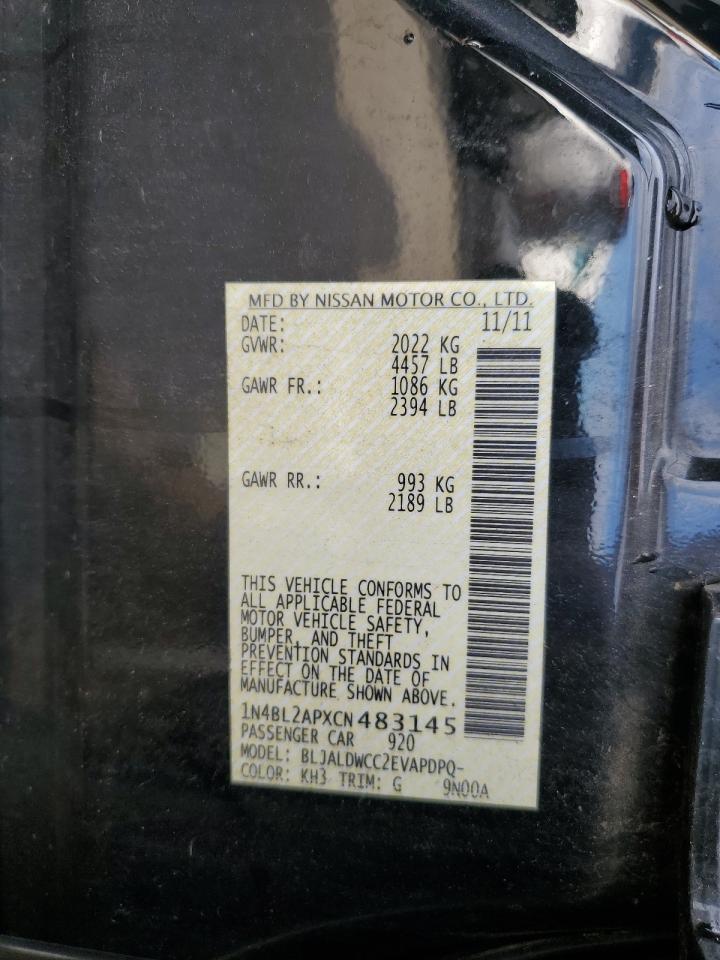 MFD BY NISSAN MOTOR CO., LTD.
DATE: 11/11
GVWR: 2022 KG
4457 LB
GAWR FR.: 1086 KG
2394 LB
GAWR RR.: 993 KG
2189 LB
THIS VEHICLE CONFORMS TO
ALL APPLICABLE FEDERAL
MOTOR VEHICLE SAFETY,
BUMPER, AND THEFT
PREVENTION STANDARDS IN
EFFECT ON THE DATE OF
MANUFACTURE SHOWN ABOVE.
1N4BL2APXCN483145
PASSENGER CAR 920
MODEL: BLJALDWCC2EVAPDPQ-
COLOR: KH3 TRIM: G 9N00A